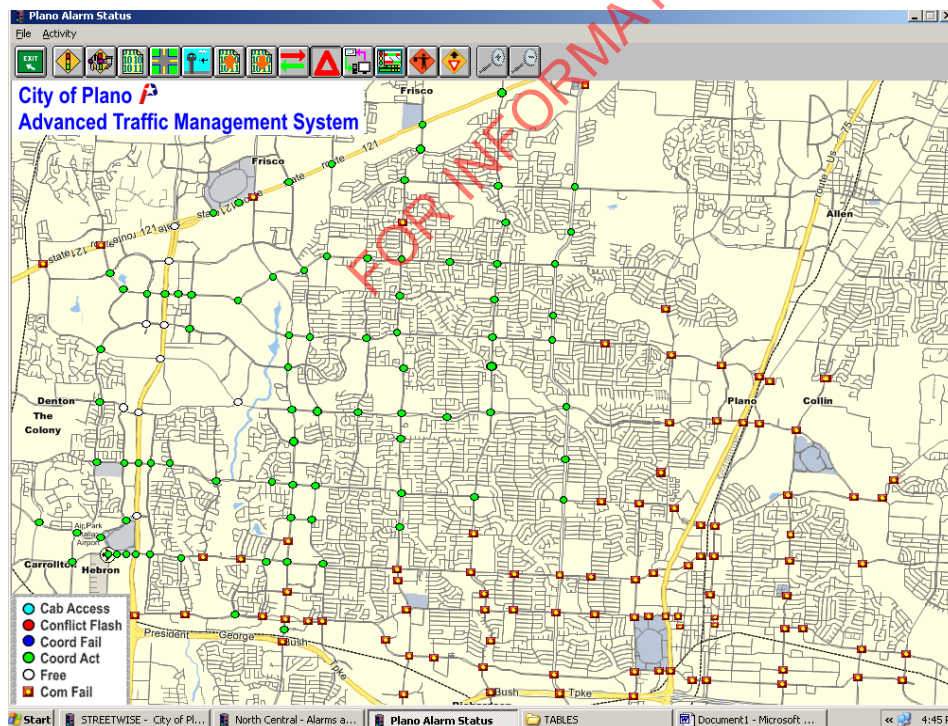 Plano Alarm Status
File Activity
EXIT
FOR INFORMA
City of Plano
Advanced Traffic Management System
Frisco
Frisco
state route 121
state 121
state 121 route 121
route Us 75
Allen
Denton
The
Colony
Plano
Collin
Air Park
Airport
Carrollton
Hebron
President George Bush Tpke
Bush Tpke
Cab Access
Conflict Flash
Coord Fail
Coord Act
Free
Com Fail
Start
STREETWISE - City of Pl...
North Central - Alarms a...
Plano Alarm Status
TABLES
Document1 - Microsoft ...
«
4:45